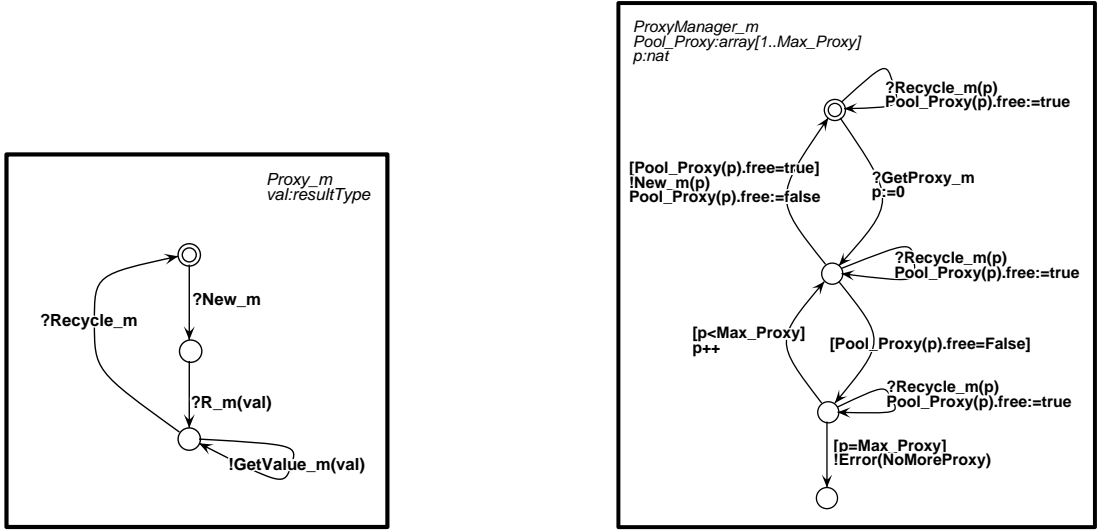 Proxy_m
val:resultType
?New_m
?Recycle_m
?R_m(val)
!GetValue_m(val)
ProxyManager_m
Pool_Proxy:array[1..Max_Proxy]
p:nat
?Recycle_m(p)
Pool_Proxy(p).free:=true
[Pool_Proxy(p).free=true]
!New_m(p)
Pool_Proxy(p).free:=false
?GetProxy_m
p:=0
?Recycle_m(p)
Pool_Proxy(p).free:=true
[p<Max_Proxy]
p++
[Pool_Proxy(p).free=False]
?Recycle_m(p)
Pool_Proxy(p).free:=true
[p=Max_Proxy]
!Error(NoMoreProxy)